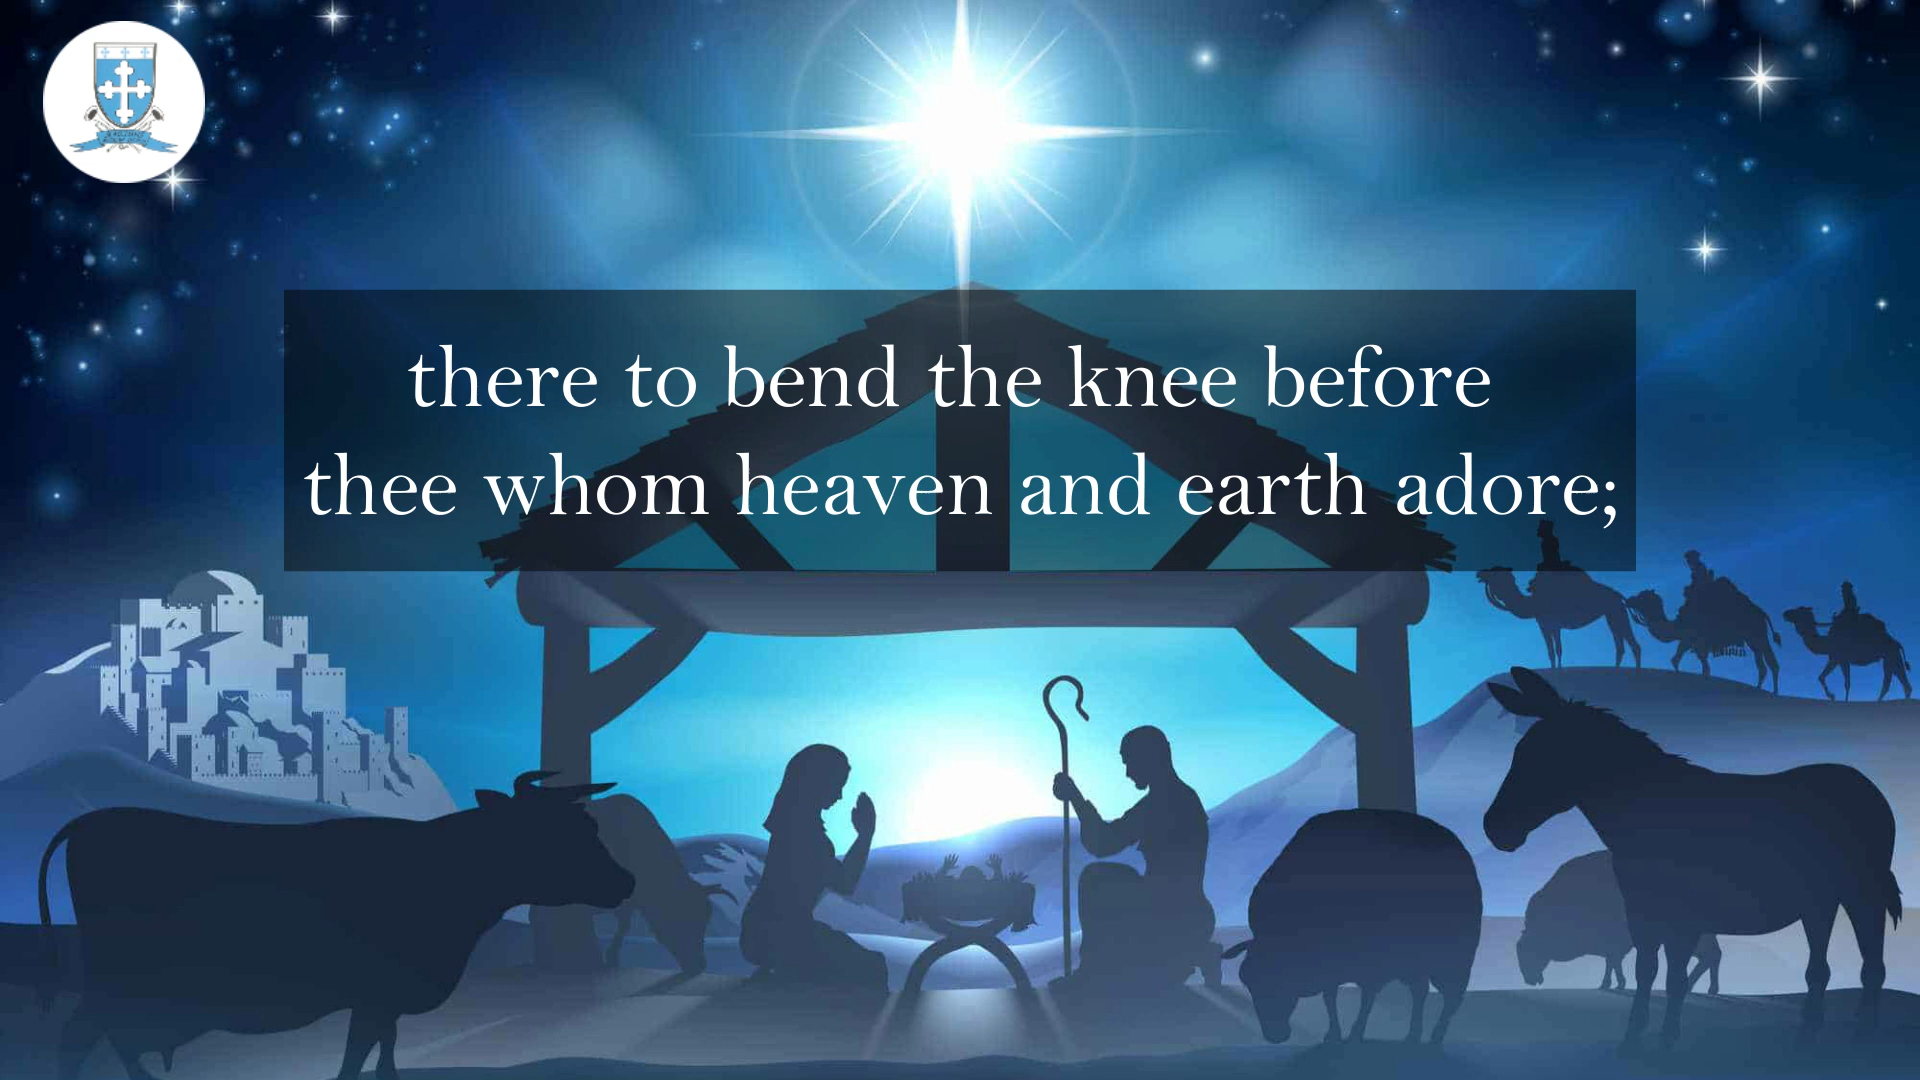 there to bend the knee before
thee whom heaven and earth adore;